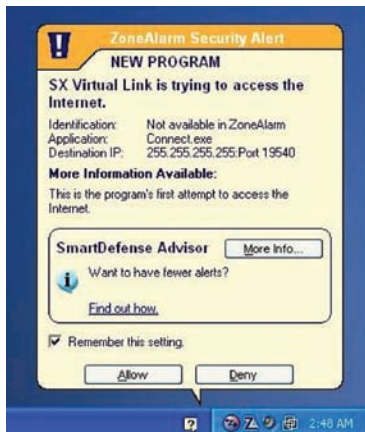 ZoneAlarm Security Alert
NEW PROGRAM
SX Virtual Link is trying to access the
Internet.
Identification: Not available in ZoneAlarm
Application: Connect.exe
Destination IP: 255.255.255.255:Port 19540
More Information Available:
This is the program's first attempt to access the
Internet.
SmartDefense Advisor More Info...
Want to have fewer alerts?
Find out how.
Remember this setting.
Allow Deny
2:48 AM